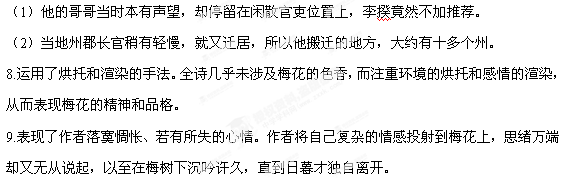 （1）他的哥哥当时本有声望，却停留在闲散官吏位置上，李揆竟然不加推荐。
（2）当地州郡长官稍有轻慢，就又迁居，所以他搬迁的地方，大约有十多个州。
8.运用了烘托和渲染的手法。全诗几乎未涉及梅花的色香，而注重环境的烘托和感情的渲染，
从而表现梅花的精神和品格。
9.表现了作者落寞惆怅、若有所失的心情。作者将自己复杂的情感投射到梅花上，思绪万端
却又无从说起，以至在梅树下沉吟许久，直到日暮才独自离开。